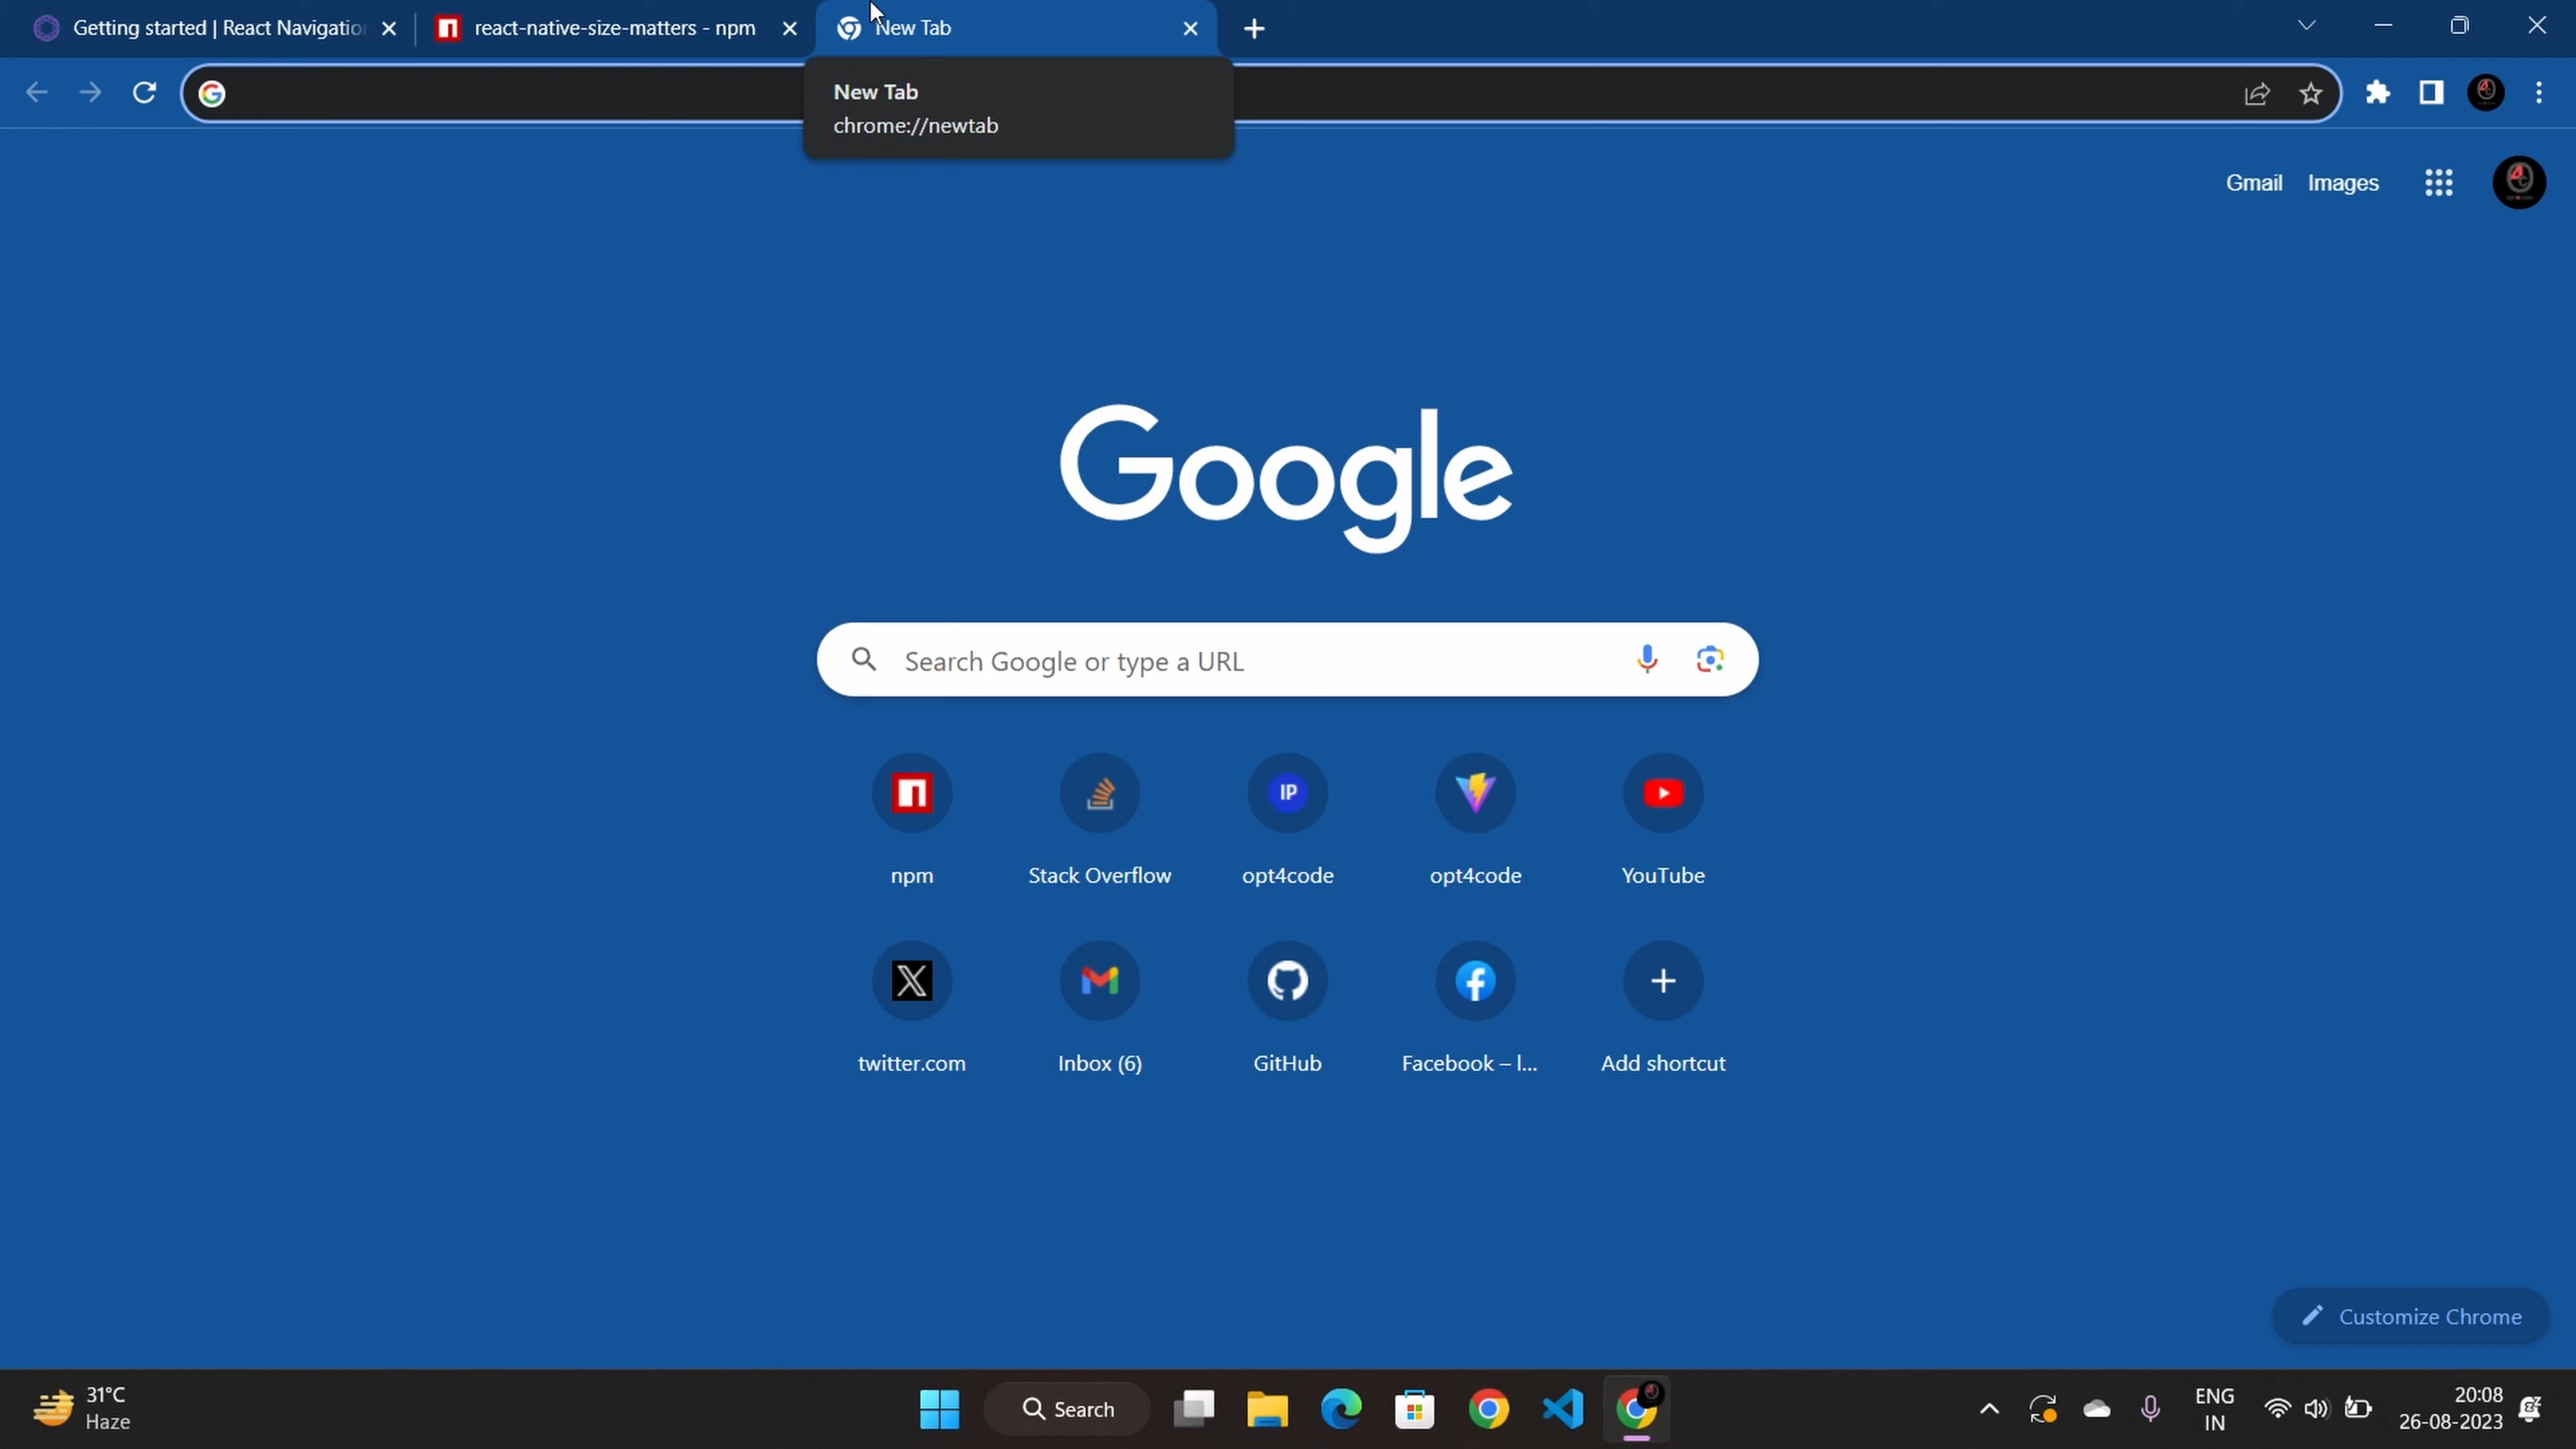 Getting started | React Navigation
react-native-size-matters - npm
New Tab
New Tab
chrome://newtab
Gmail
Images
Google
Search Google or type a URL
IP
npm
Stack Overflow
opt4code
opt4code
YouTube
twitter.com
Inbox (6)
GitHub
Facebook – l...
Add shortcut
Customize Chrome
31°C
Haze
Search
ENG
IN
20:08
26-08-2023